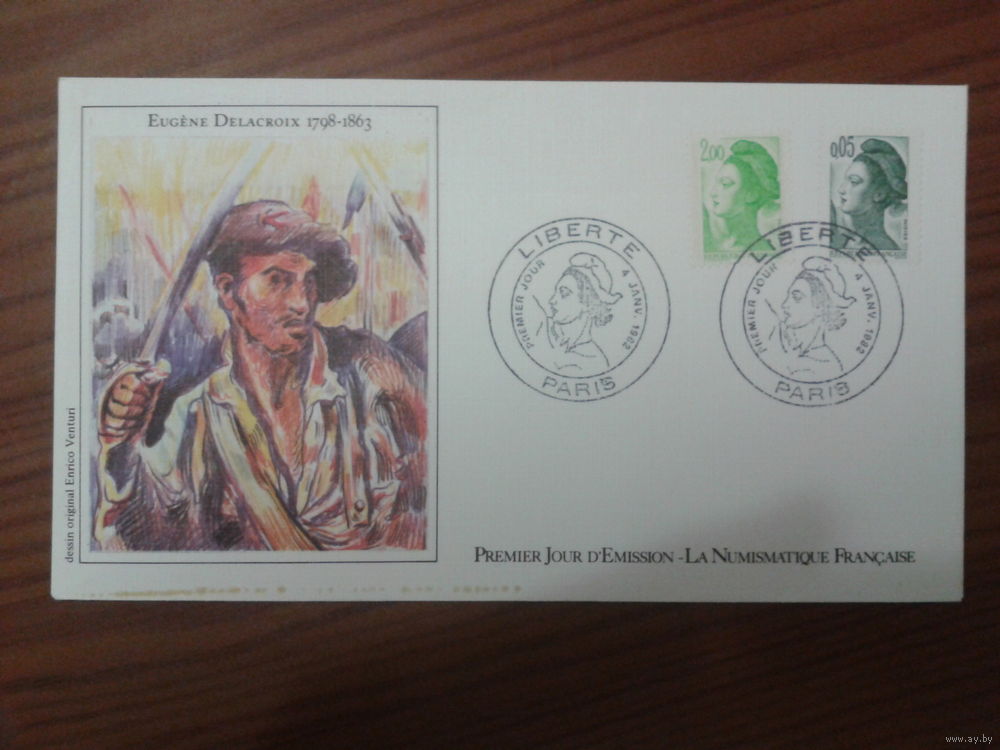 EUGÈNE DELACROIX 1798-1863
dessin original Enrico Venturi
2.00
0,05
LIBERTE
PREMIER JOUR
4 JANV. 1982
PARIS
LIBERTE
PREMIER JOUR
4 JANV. 1982
PARIS
PREMIER JOUR D'EMISSION - LA NUMISMATIQUE FRANÇAISE
www.ay.by